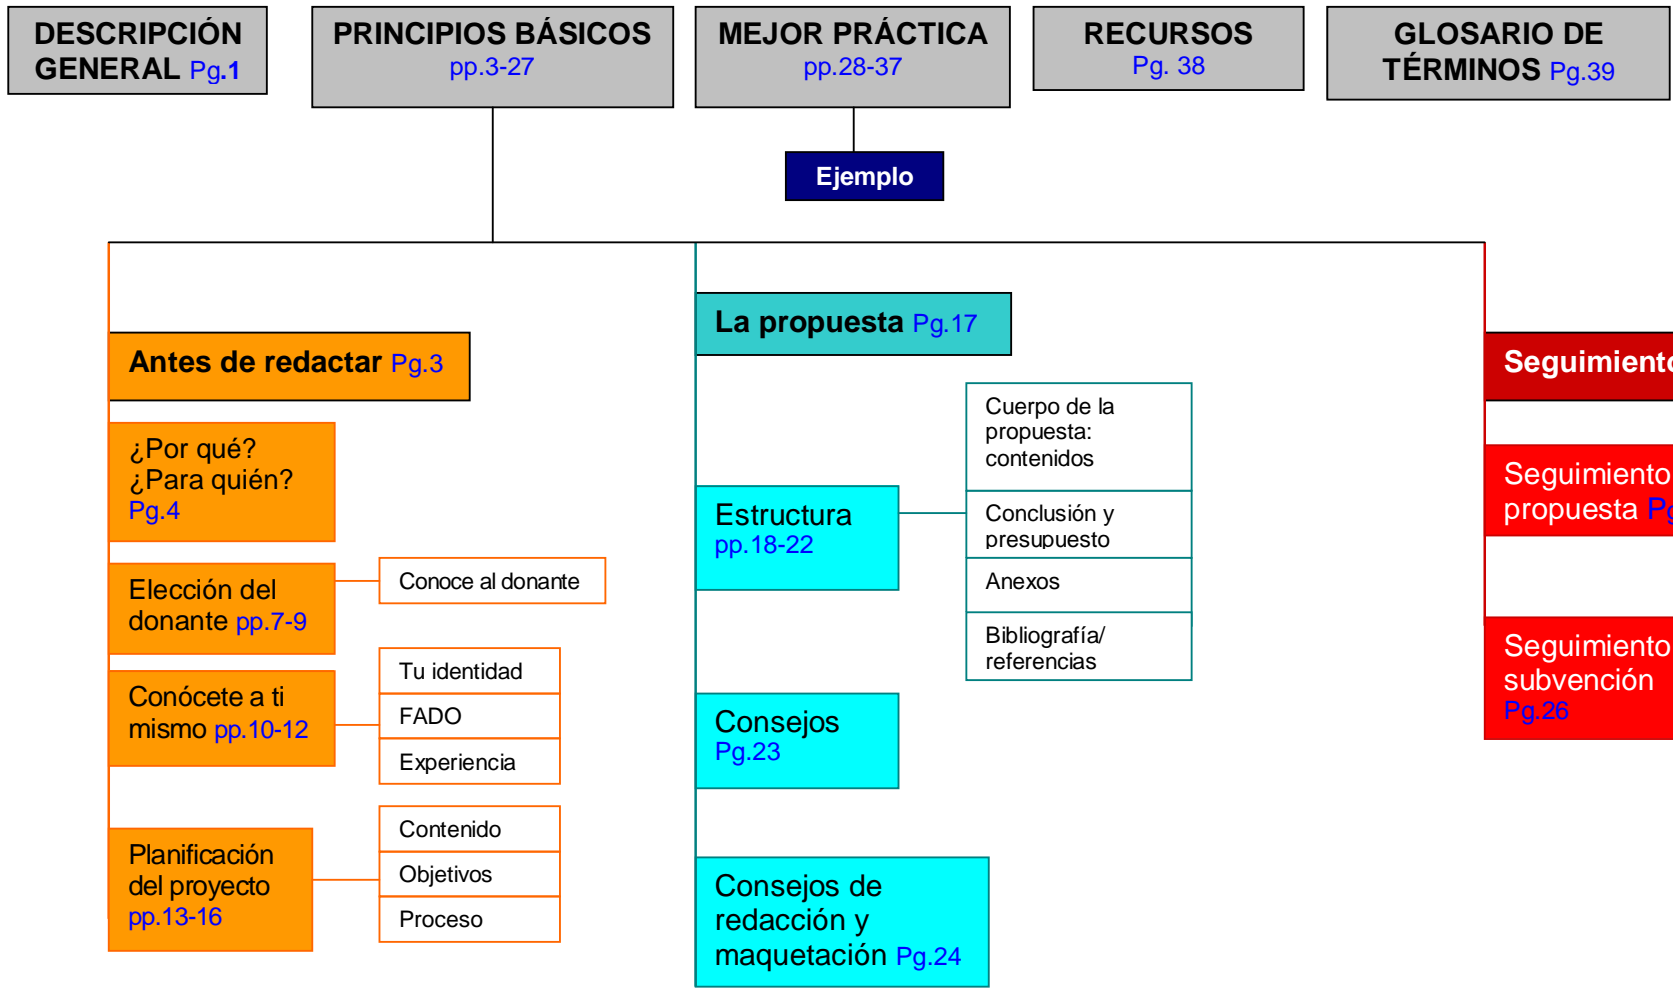 DESCRIPCIÓN
GENERAL Pg.1
PRINCIPIOS BÁSICOS
pp.3-27
MEJOR PRÁCTICA
pp.28-37
RECURSOS
Pg. 38
GLOSARIO DE
TÉRMINOS Pg.39
Ejemplo
Antes de redactar Pg.3
¿Por qué?
¿Para quién?
Pg.4
Elección del
donante pp.7-9
Conoce al donante
Conócete a ti
mismo pp.10-12
Tu identidad
FADO
Experiencia
Planificación
del proyecto
pp.13-16
Contenido
Objetivos
Proceso
La propuesta Pg.17
Estructura
pp.18-22
Cuerpo de la
propuesta:
contenidos
Conclusión y
presupuesto
Anexos
Bibliografía/
referencias
Consejos
Pg.23
Consejos de
redacción y
maquetación Pg.24
Seguimiento
Seguimiento
propuesta
Seguimiento
subvención
Pg.26